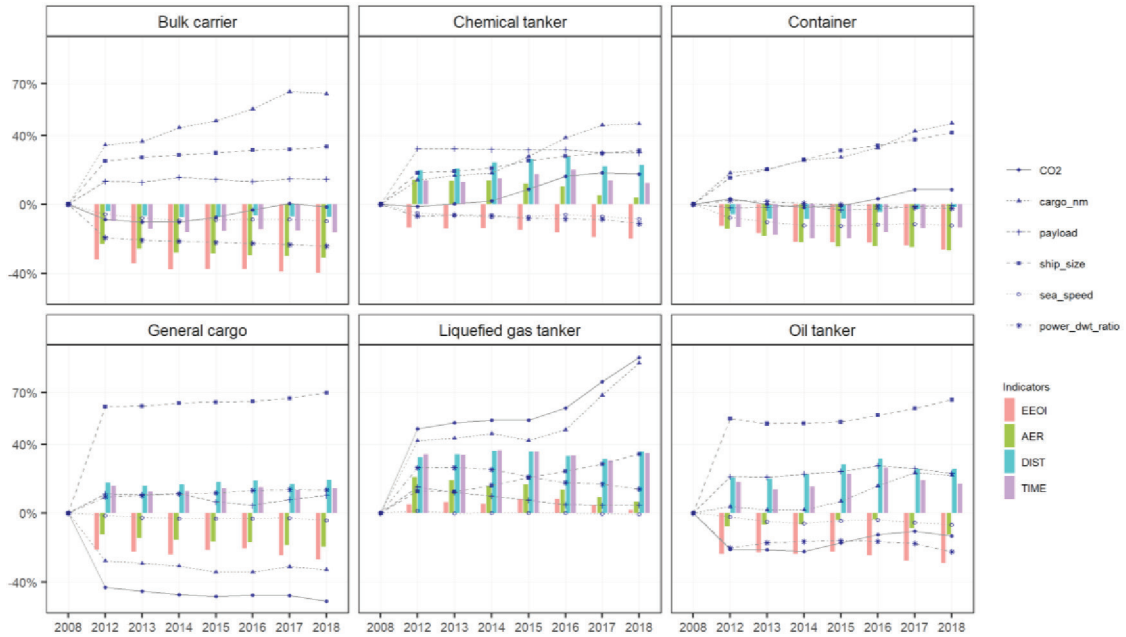 Bulk carrier
Chemical tanker
Container
70%
40%
0%
-40%
General cargo
Liquefied gas tanker
Oil tanker
70%
40%
0%
-40%
2008 2012 2013 2014 2015 2016 2017 2018
2008 2012 2013 2014 2015 2016 2017 2018
2008 2012 2013 2014 2015 2016 2017 2018
CO2
cargo_nm
payload
ship_size
sea_speed
power_dwt_ratio
Indicators
EEOI
AER
DIST
TIME